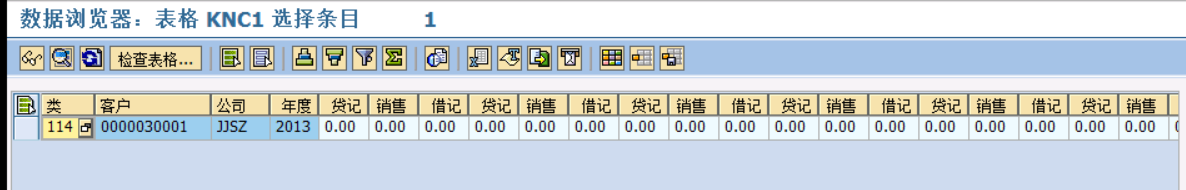 数据浏览器：表格 KNC1 选择条目 1
检查表格...
类 客户 公司 年度 贷记 销售 借记 贷记 销售 借记 贷记 销售 借记 贷记 销售 借记 贷记 销售 借记 贷记 销售
114 0000030001 JJSZ 2013 0.00 0.00 0.00 0.00 0.00 0.00 0.00 0.00 0.00 0.00 0.00 0.00 0.00 0.00 0.00 0.00 0.00